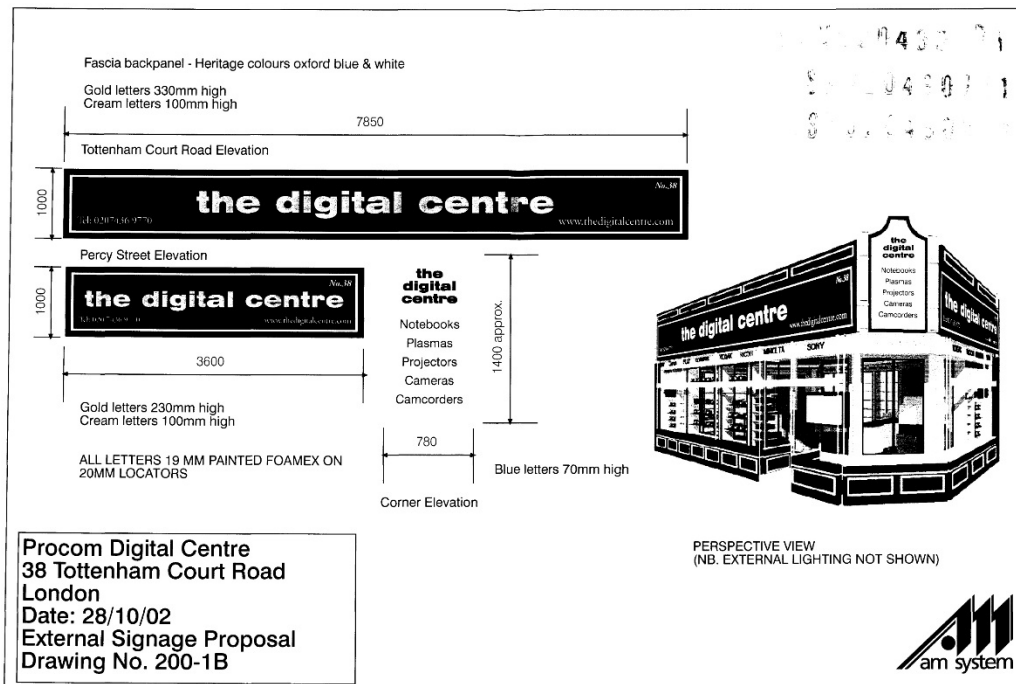 Fascia backpanel - Heritage colours oxford blue & white
Gold letters 330mm high
Cream letters 100mm high
7850
Tottenham Court Road Elevation
1000
No.38
the digital centre
www.thedigitalcentre.com
Percy Street Elevation
1000
No.38
the digital centre
www.thedigitalcentre.com
3600
Gold letters 230mm high
Cream letters 100mm high
ALL LETTERS 19 MM PAINTED FOAMEX ON
20MM LOCATORS
the
digital
centre
Notebooks
Plasmas
Projectors
Cameras
Camcorders
1400 approx.
780
Blue letters 70mm high
Corner Elevation
the
digital
centre
Notebooks
Plasmas
Projectors
Cameras
Camcorders
No.38
the digital centre
www.thedigitalcentre.com
MINOLTA
SONY
PERSPECTIVE VIEW
(NB. EXTERNAL LIGHTING NOT SHOWN)
Procom Digital Centre
38 Tottenham Court Road
London
Date: 28/10/02
External Signage Proposal
Drawing No. 200-1B
am system